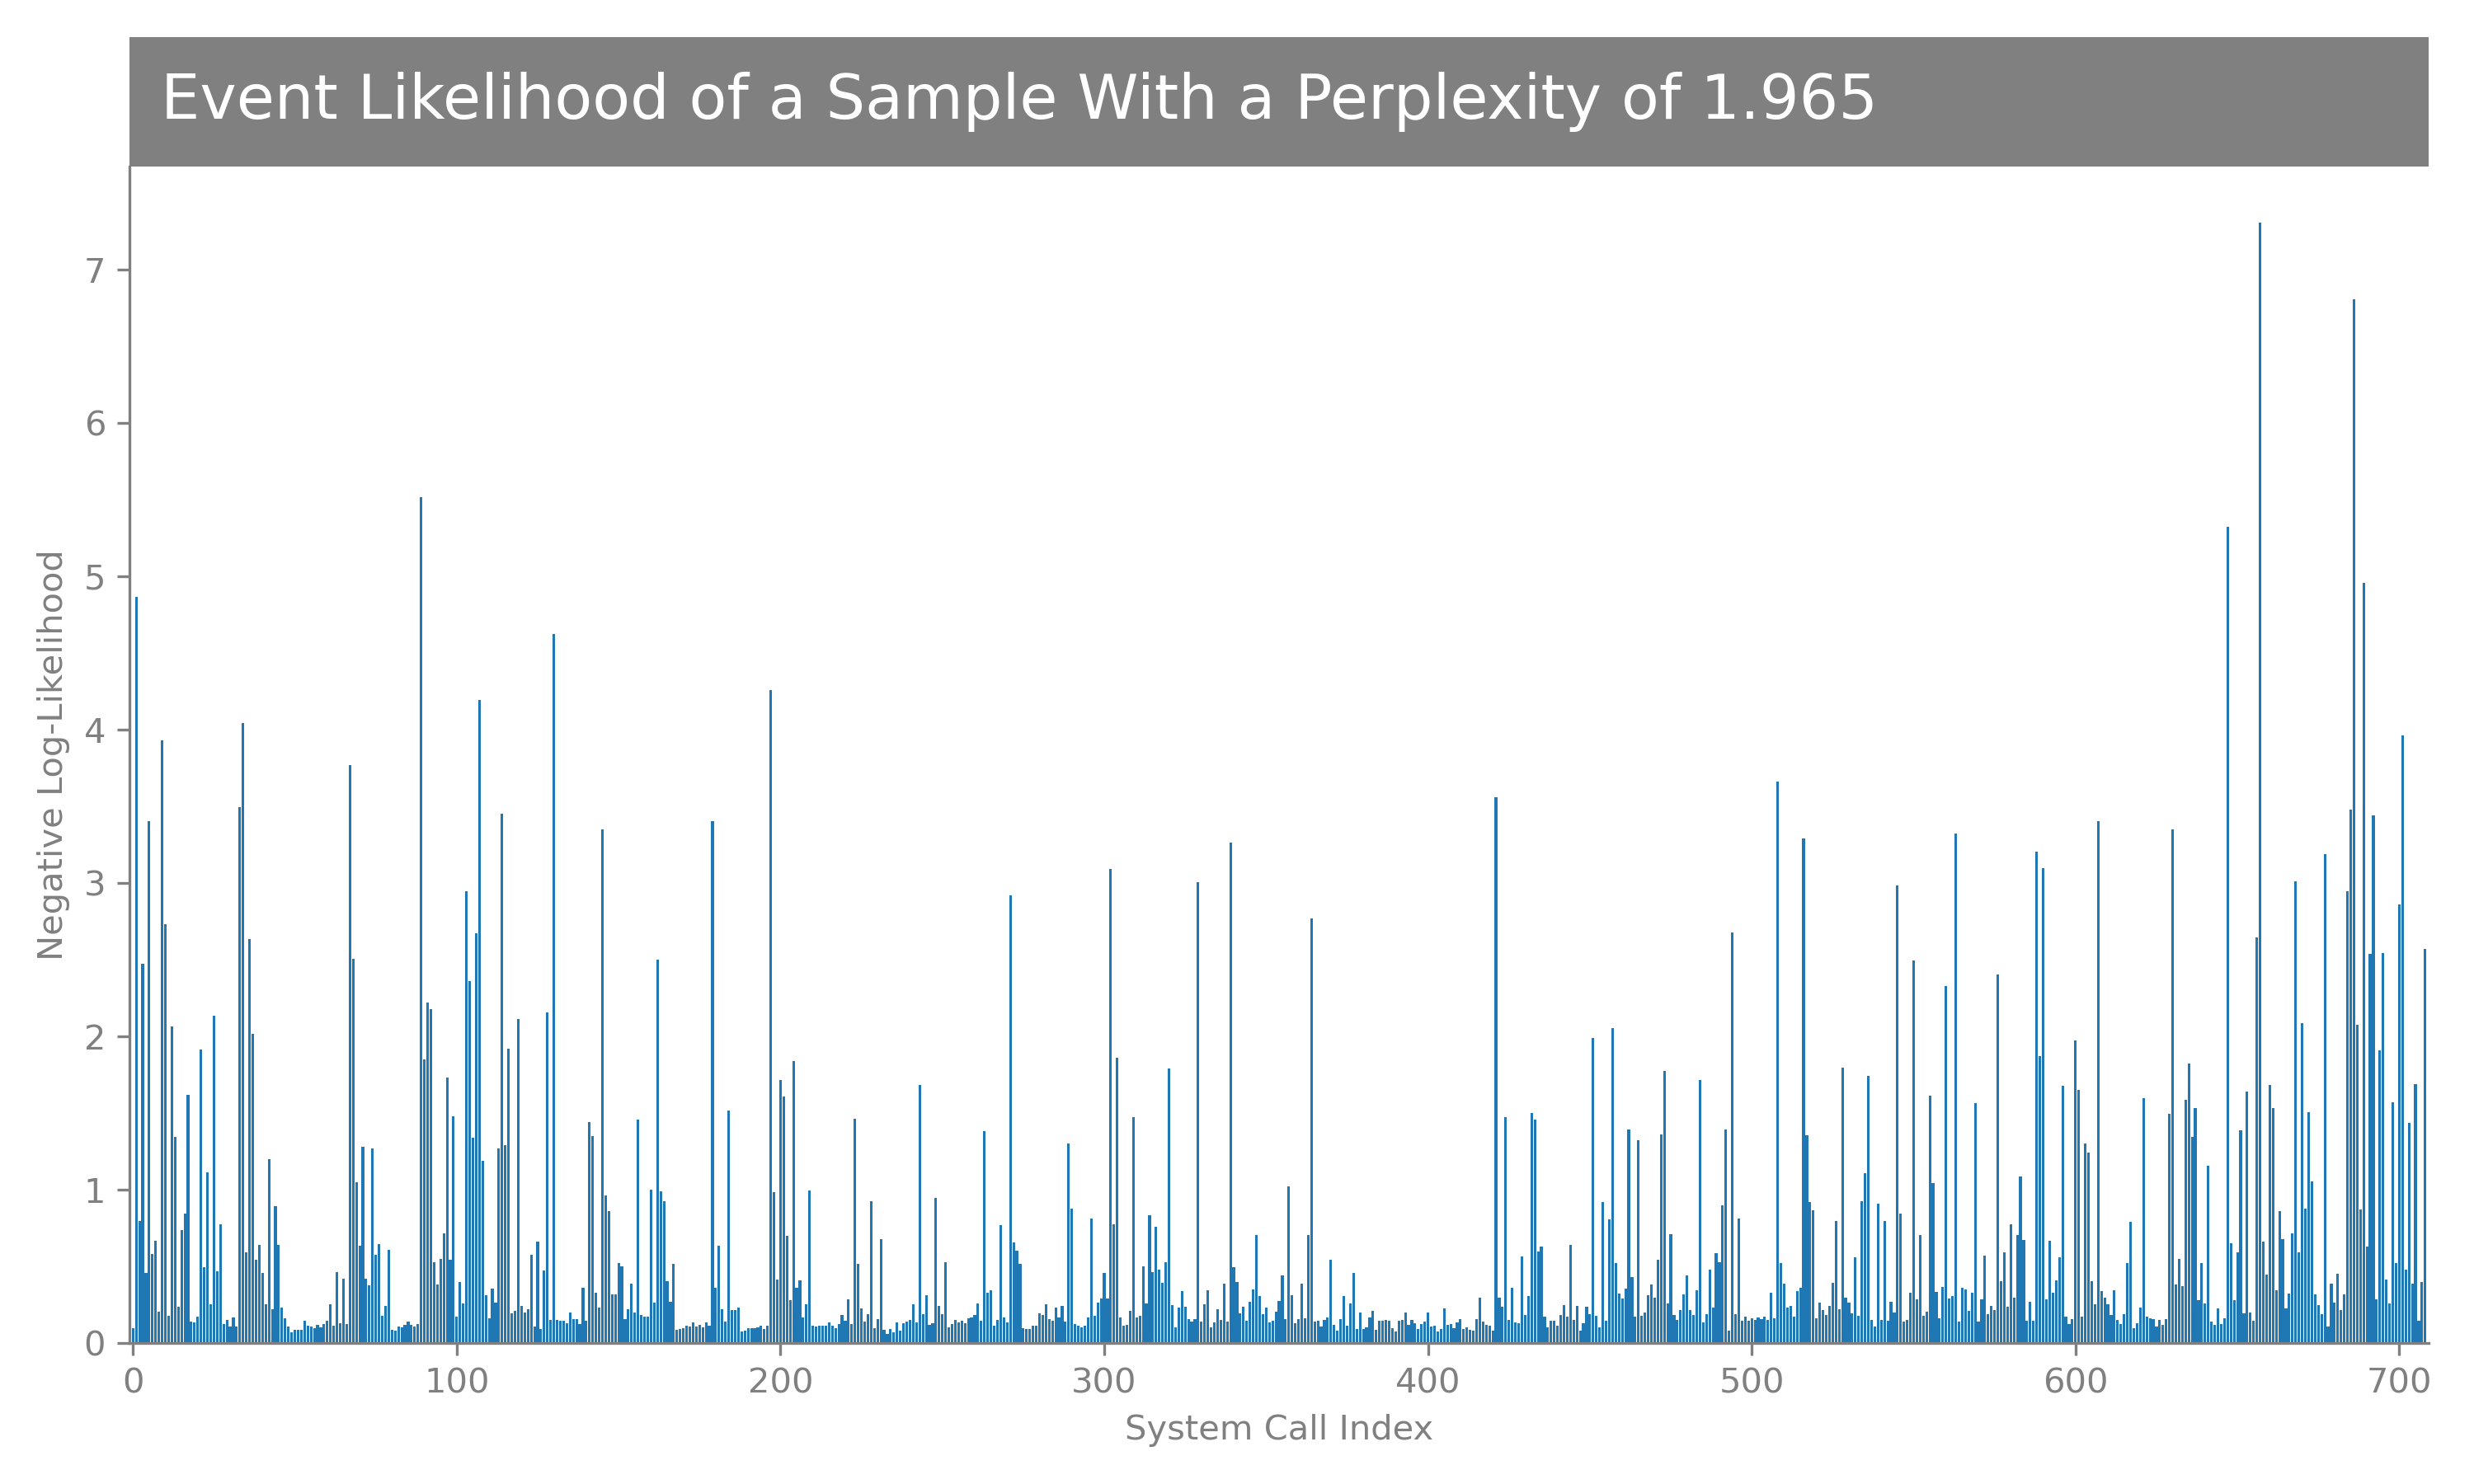 Event Likelihood of a Sample With a Perplexity of 1.965
Negative Log-Likelihood
7
6
5
4
3
2
1
0
0 100 200 300 400 500 600 700
System Call Index